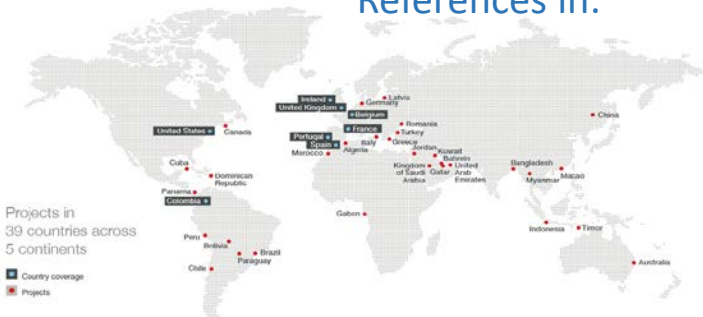 References in:
Latvia
Ireland
Germany
United Kingdom
Belgium
China
France
Romania
United States
Canada
Turkey
Portugal
Italy
Greece
Spain
Algeria
Jordan
Kuwait
Morocco
Bahrain
Cuba
Kingdom of Saudi Arabia
Qatar
United Arab Emirates
Bangladesh
Myanmar
Macao
Dominican Republic
Panama
Colombia
Gabon
Projects in
39 countries across
5 continents
Peru
Bolivia
Brazil
Indonesia
Timor
Paraguay
Chile
Australia
Country coverage
Projects